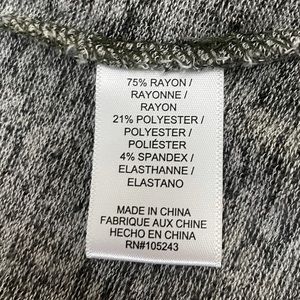 75% RAYON /
RAYONNE /
RAYON
21% POLYESTER /
POLYESTER /
POLIÉSTER
4% SPANDEX /
ELASTHANNE /
ELASTANO
MADE IN CHINA
FABRIQUE AUX CHINE
HECHO EN CHINA
RN#105243